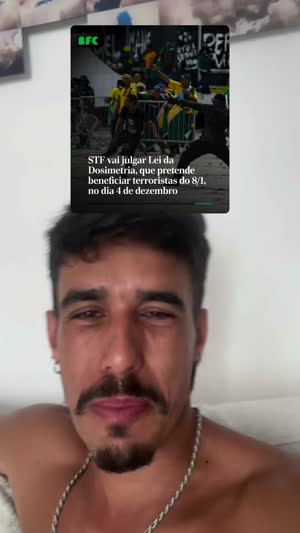 BFC
STF vai julgar Lei da
Dosimetria, que pretende
beneficiar terroristas do 8/1,
no dia 4 de dezembro